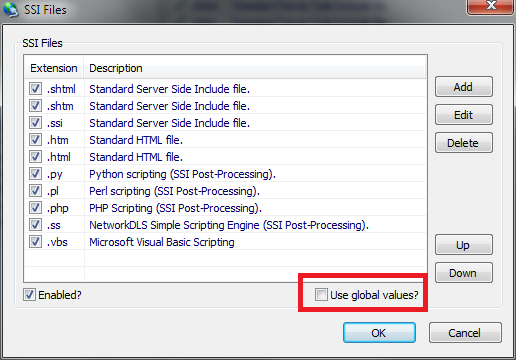 SSI Files
SSI Files
Extension Description
.shtml Standard Server Side Include file.
.shtm Standard Server Side Include file.
.ssi Standard Server Side Include file.
.htm Standard HTML file.
.html Standard HTML file.
.py Python scripting (SSI Post-Processing).
.pl Perl scripting (SSI Post-Processing).
.php PHP Scripting (SSI Post-Processing).
.ss NetworkDLS Simple Scripting Engine (SSI Post-Processing).
.vbs Microsoft Visual Basic Scripting
Add
Edit
Delete
Up
Down
Enabled? Use global values?
OK Cancel